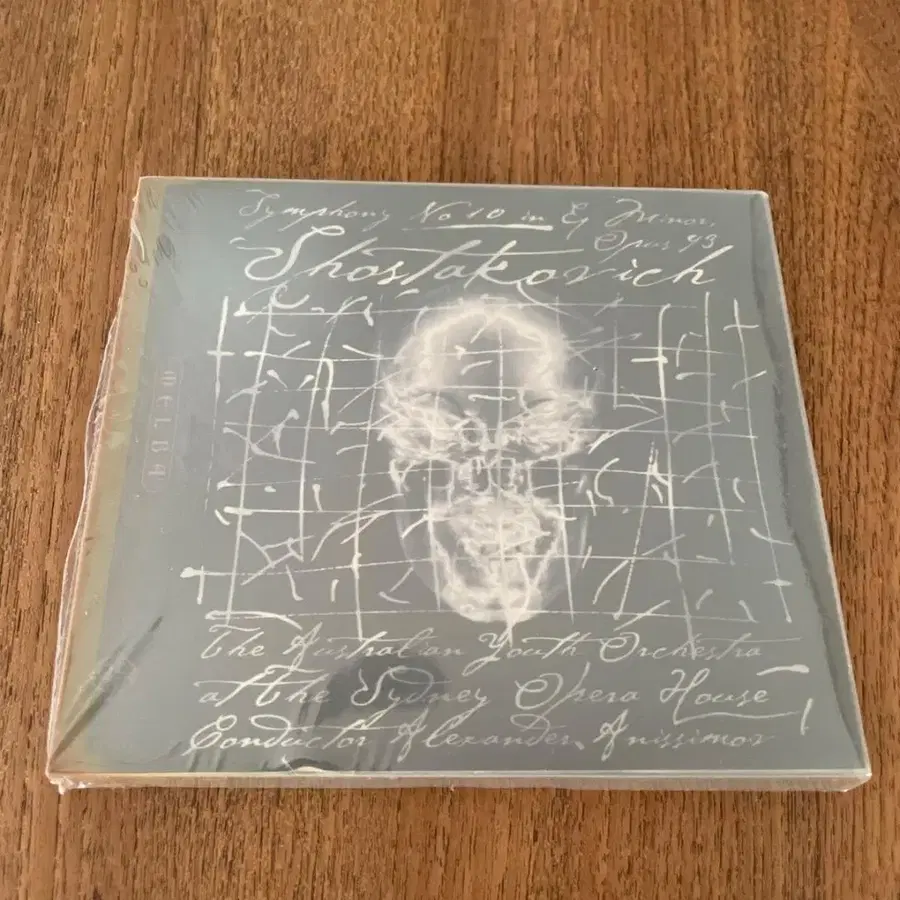 Symphony No 10 in E♮ Minor,
Opus 93
Shostakovich
MELBA
The Australian Youth Orchestra
at the Sydney Opera House
Conductor Alexander Anissimov